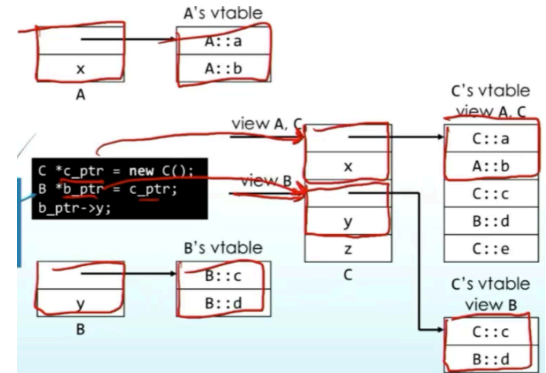 A's vtable
A::a
x
A::b
A
C's vtable
view A, C
view A, C
C::a
x
A::b
C *c_ptr = new C();
B *b_ptr = c_ptr;
b_ptr->y;
view B
C::c
y
B::d
z
C::e
C
B's vtable
B::c
y
B::d
B
C's vtable
view B
C::c
B::d